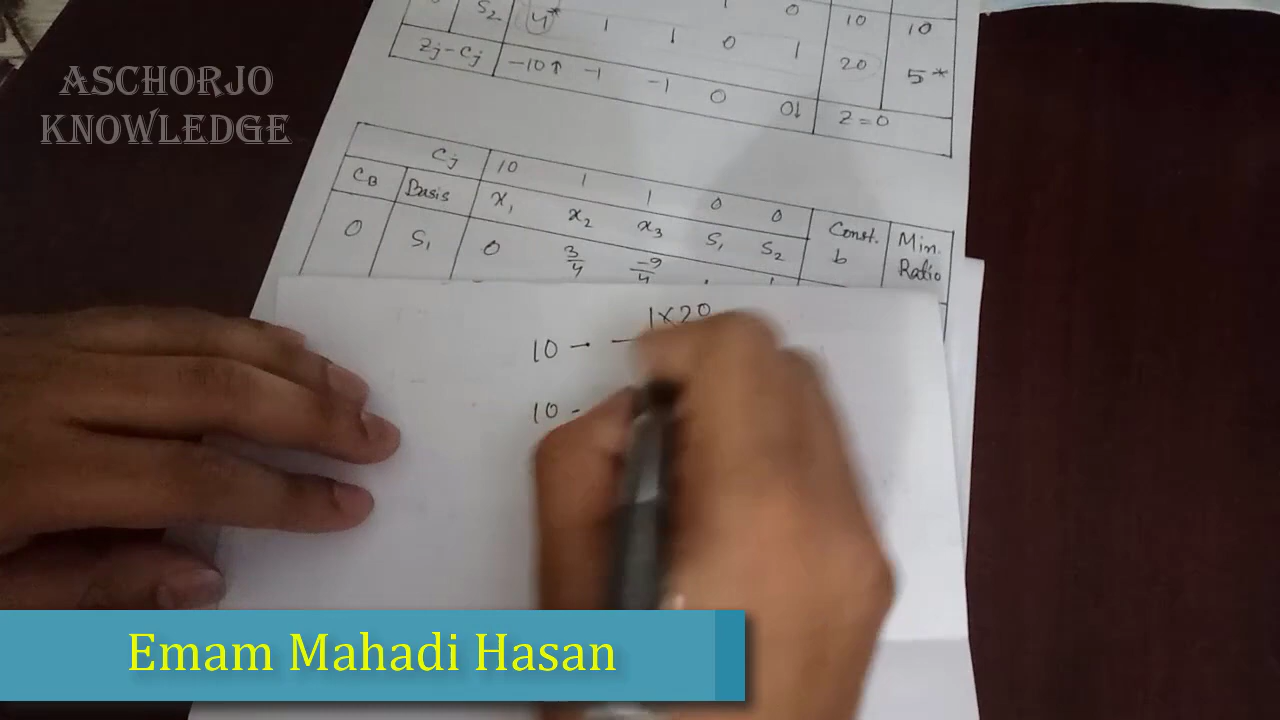 ASCHORJO
KNOWLEDGE
1 0 10 10
S₂ 4* 1 1 0 1 20 5*
Zj-Cj -10↑ -1 -1 0 0↓ Z=0
Cj 10 1 1 0 0
CB Basis x₁ x₂ x₃ S₁ S₂ Const. b Min. Ratio
0 S₁ 0 3/4 -9/4
10 - 1×20
10 -
Emam Mahadi Hasan